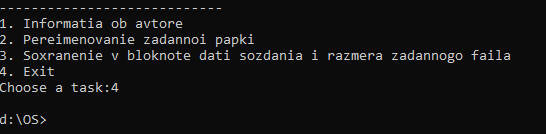 ----------------------------
1. Informatia ob avtore
2. Pereimenovanie zadannoi papki
3. Soxranenie v bloknote dati sozdania i razmera zadannogo faila
4. Exit
Choose a task:4
d:\OS>